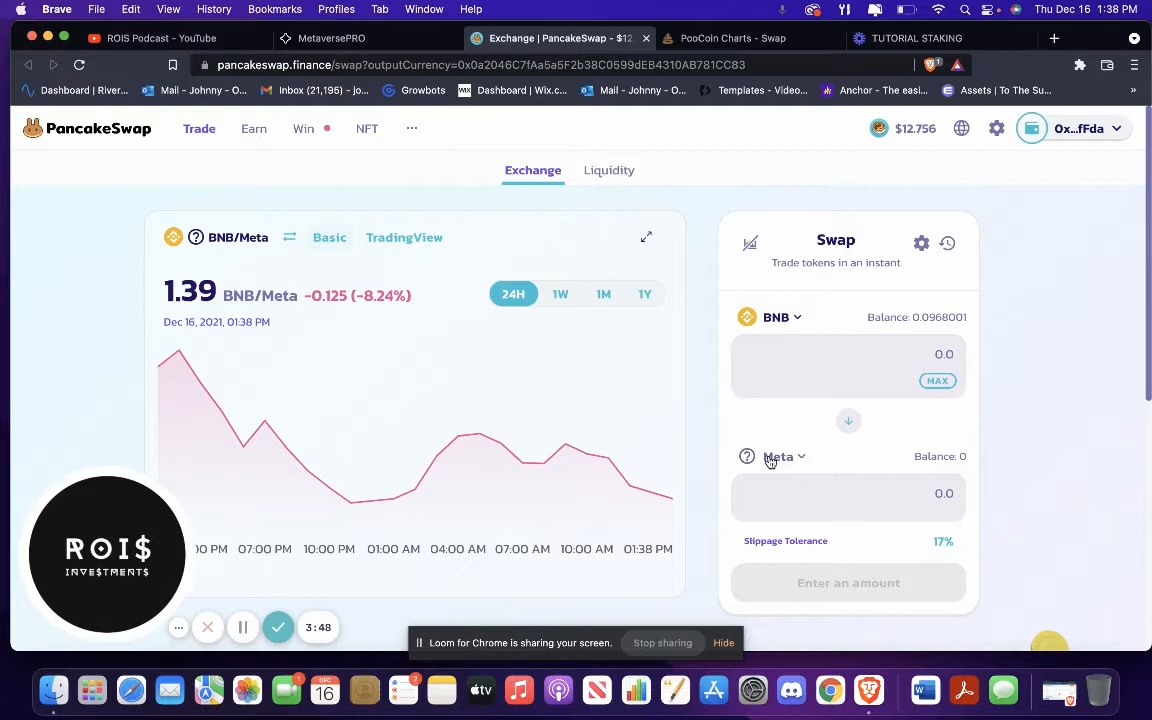 Brave File Edit View History Bookmarks Profiles Tab Window Help Thu Dec 16 1:38 PM
ROIS Podcast - YouTube MetaversePRO Exchange | PancakeSwap - $12. PooCoin Charts - Swap TUTORIAL STAKING
pancakeswap.finance/swap?outputCurrency=0x0a2046C7fAa5a5F2b38C0599dEB4310AB781CC83
Dashboard | River... Mail - Johnny - O... Inbox (21,195) - jo... Growbots Dashboard | Wix.c... Mail - Johnny - O... Templates - Video... Anchor - The easi... Assets | To The Su...
PancakeSwap Trade Earn Win NFT $12.756 0x...fFda
Exchange Liquidity
BNB/Meta Basic TradingView
1.39 BNB/Meta -0.125 (-8.24%)
24H 1W 1M 1Y
Dec 16, 2021, 01:38 PM
00 PM 07:00 PM 10:00 PM 01:00 AM 04:00 AM 07:00 AM 10:00 AM 01:38 PM
Swap
Trade tokens in an instant
BNB Balance: 0.0968001
0.0
MAX
Meta Balance: 0
0.0
Slippage Tolerance 17%
Enter an amount
ROI$
INVE$TMENT$
3:48
Loom for Chrome is sharing your screen. Stop sharing Hide
1
DEC
16
2
tv
W